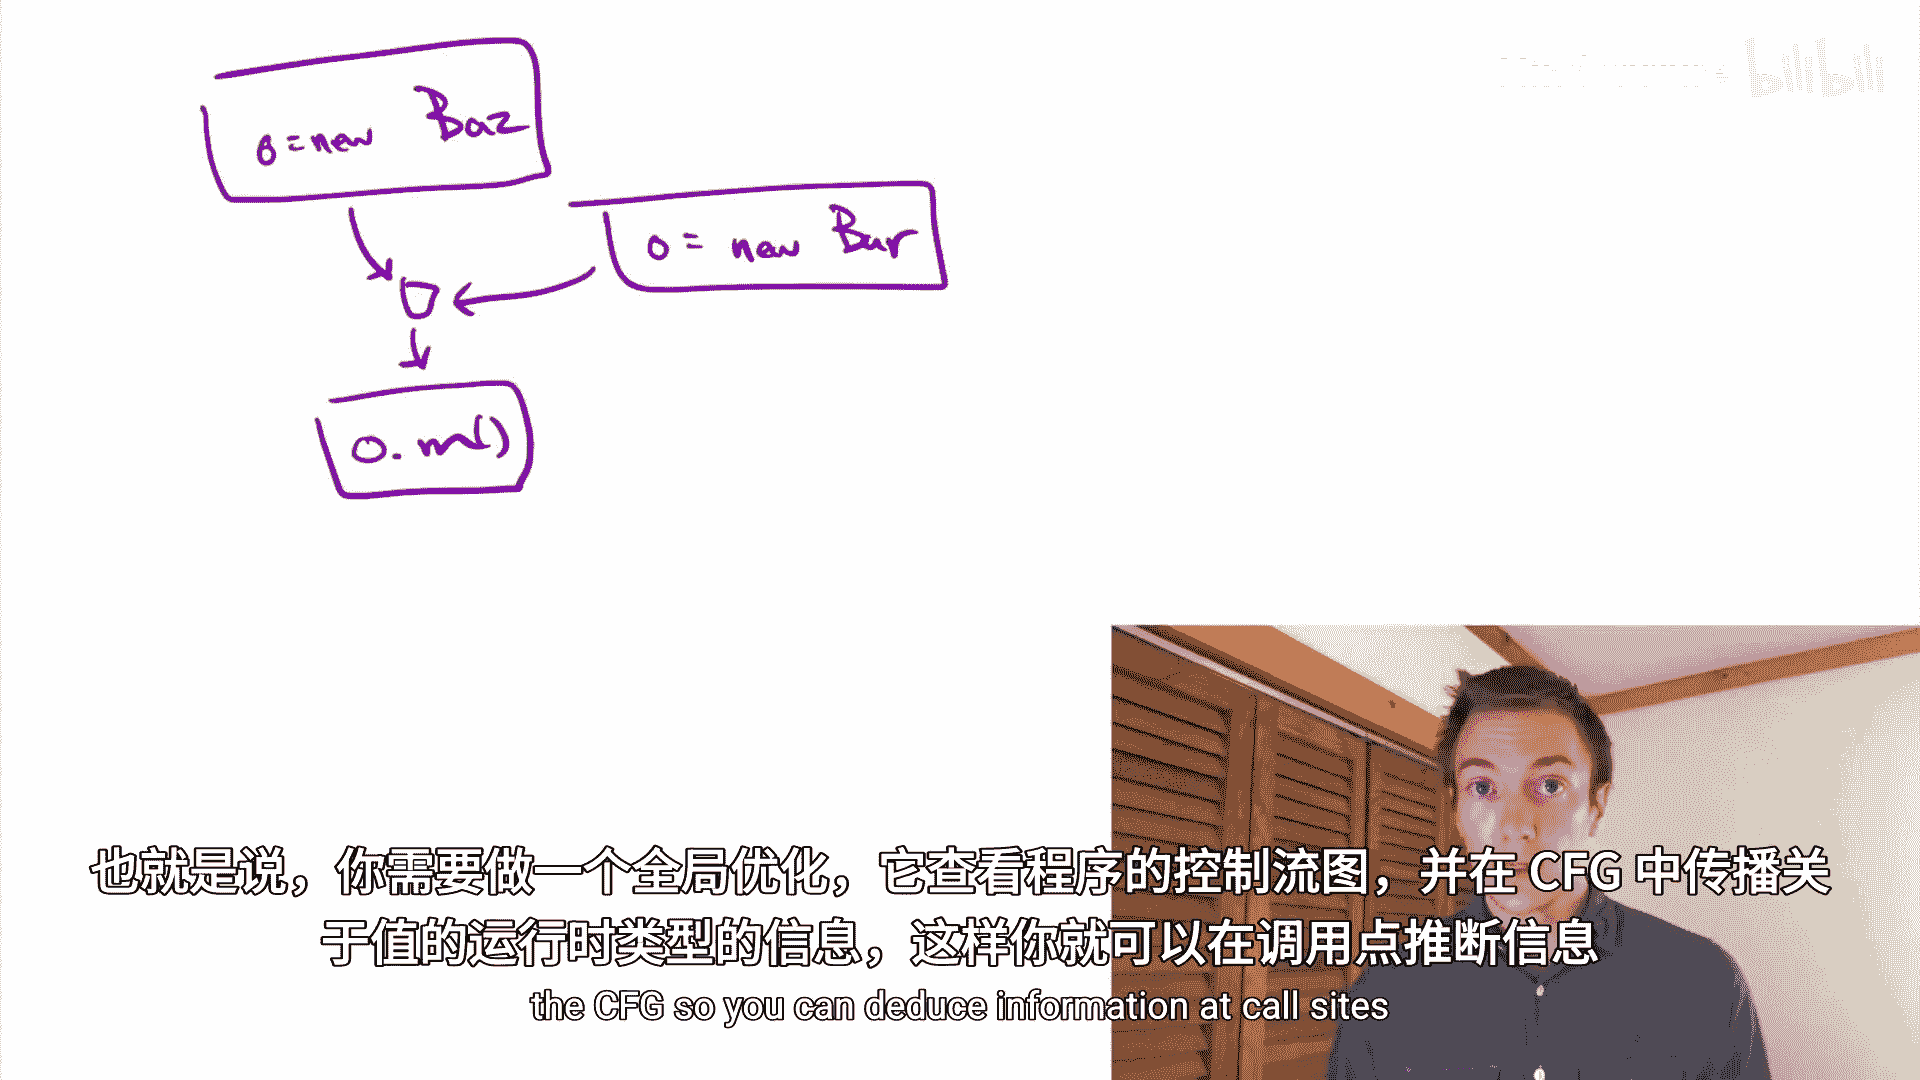 o = new Baz
bilibili
o = new Bar
o.m()
也就是说，你需要做一个全局优化，它查看程序的控制流图，并在 CFG 中传播关
于值的运行时类型的信息，这样你就可以在调用点推断信息
the CFG so you can deduce information at call sites